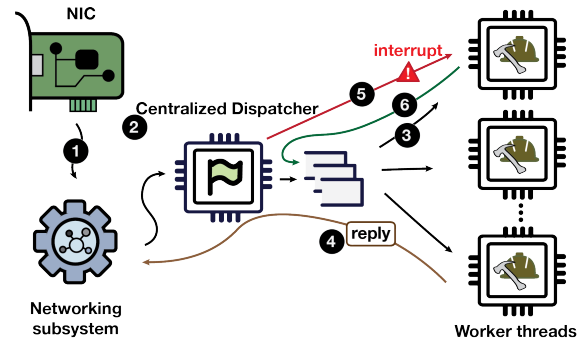 NIC
interrupt
5
6
Centralized Dispatcher
2
3
1
4
reply
Networking
subsystem
Worker threads